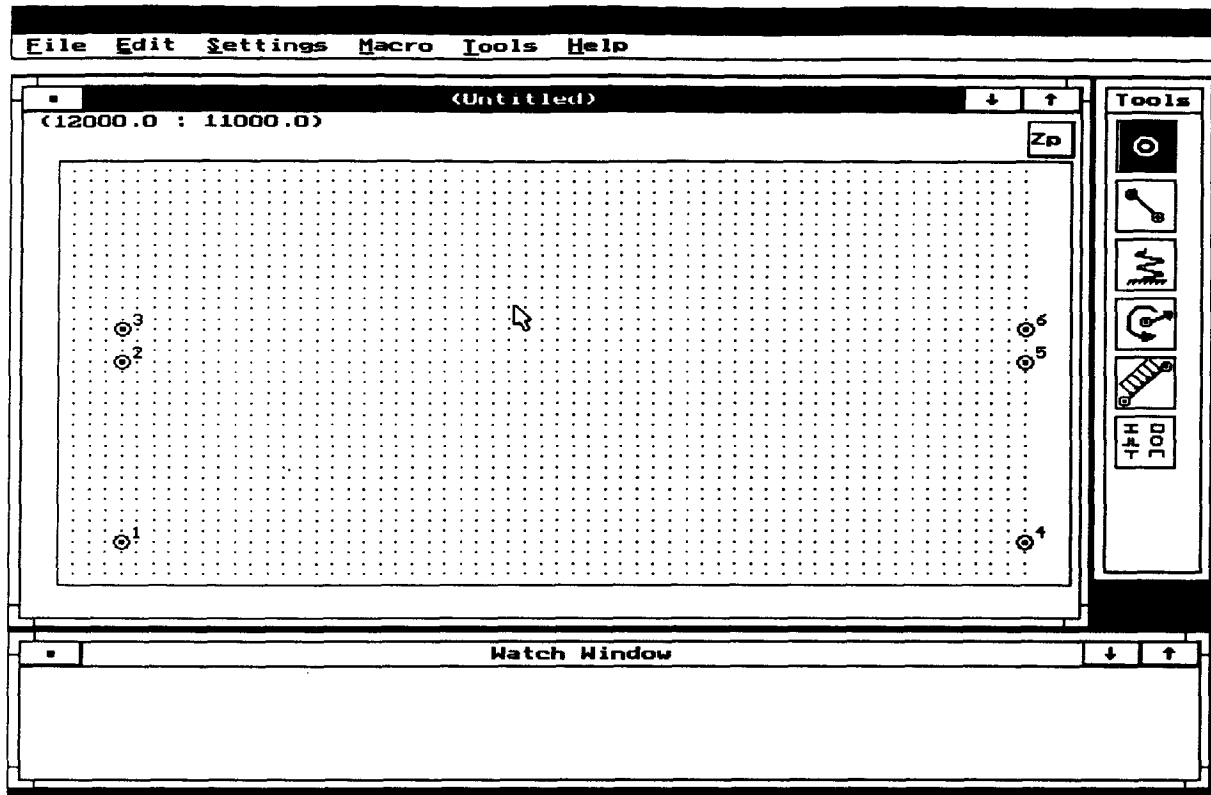 File Edit Settings Macro Tools Help
(Untitled)
Tools
(12000.0 : 11000.0)
Zp
3
6
2
5
1
4
Watch Window